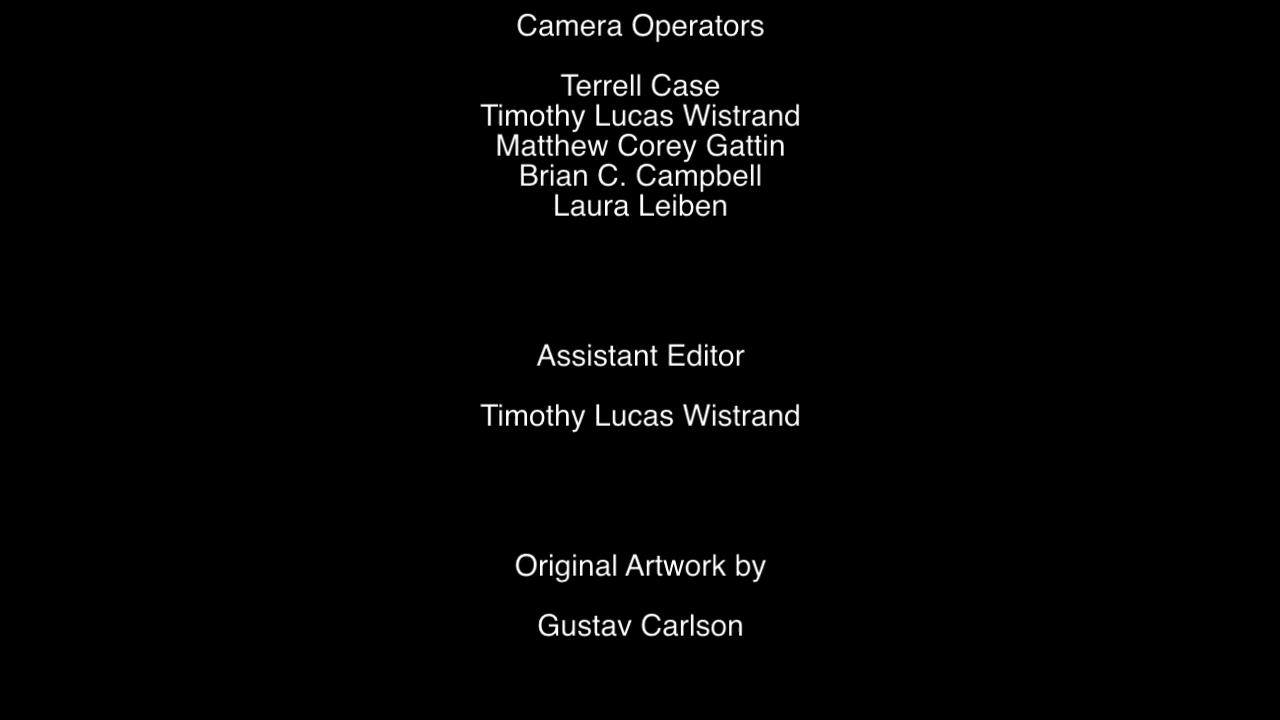 Camera Operators
Terrell Case
Timothy Lucas Wistrand
Matthew Corey Gattin
Brian C. Campbell
Laura Leiben
Assistant Editor
Timothy Lucas Wistrand
Original Artwork by
Gustav Carlson